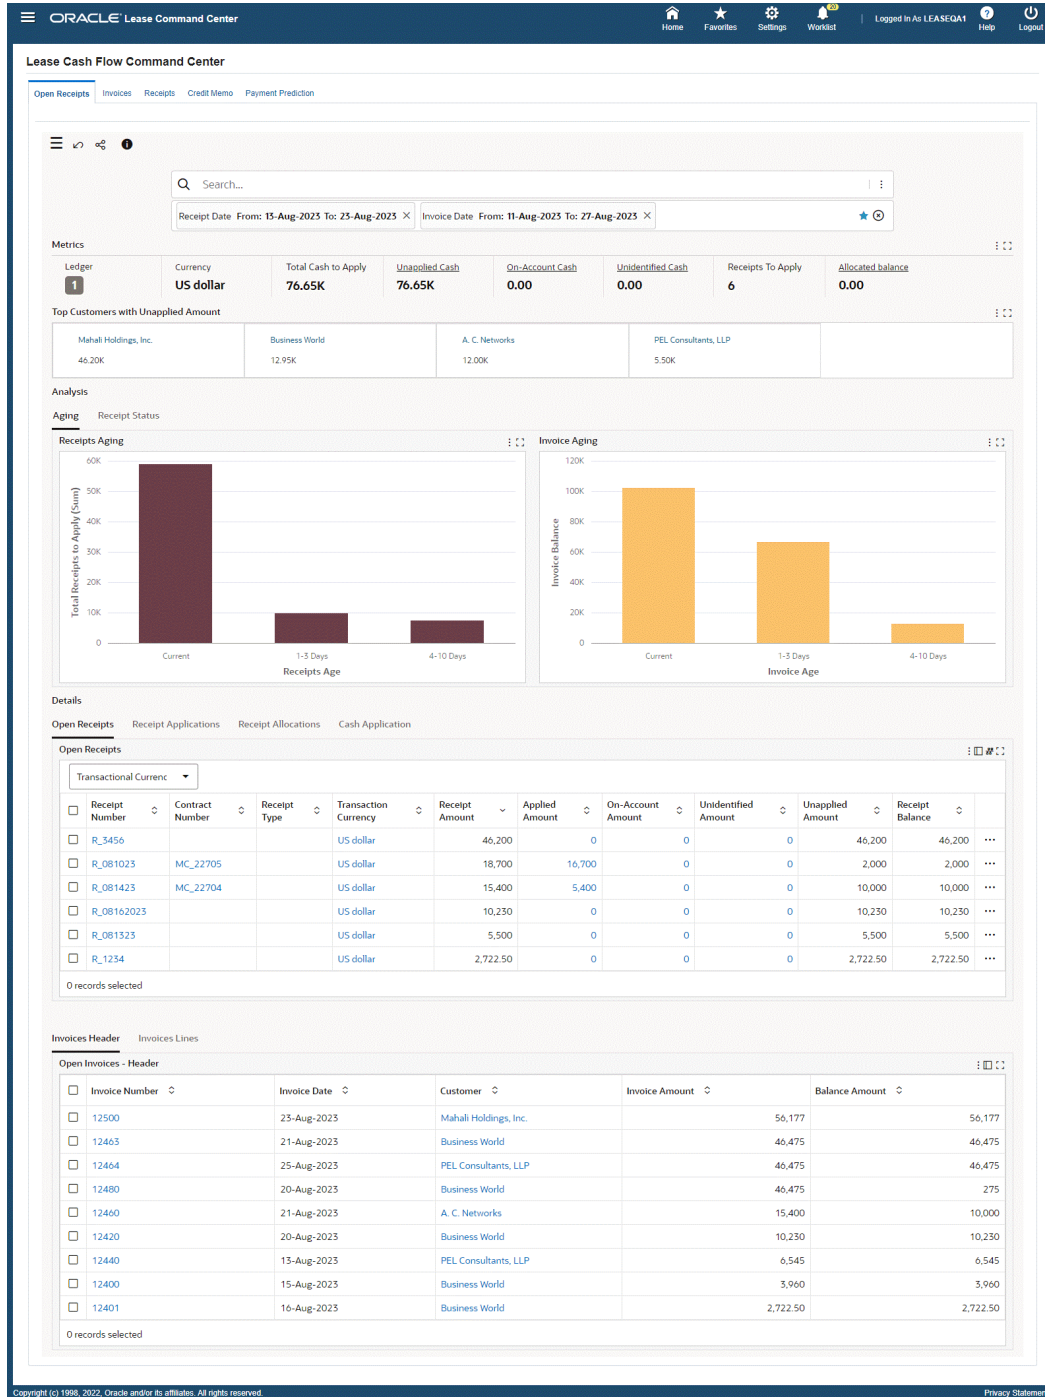 ORACLE Lease Command Center
Home Favorites Settings Worklist 20 Logged In As LEASEQA1 Help Logout
Lease Cash Flow Command Center
Open Receipts Invoices Receipts Credit Memo Payment Prediction
Search...
Receipt Date From: 13-Aug-2023 To: 23-Aug-2023 Invoice Date From: 11-Aug-2023 To: 27-Aug-2023
Metrics
Ledger Currency Total Cash to Apply Unapplied Cash On-Account Cash Unidentified Cash Receipts To Apply Allocated balance
1 US dollar 76.65K 76.65K 0.00 0.00 6 0.00
Top Customers with Unapplied Amount
Mahali Holdings, Inc. Business World A. C. Networks PEL Consultants, LLP
46.20K 12.95K 12.00K 5.50K
Analysis
Aging Receipt Status
Receipts Aging
60K
50K
40K
30K
20K
10K
0
Total Receipts to Apply (Sum)
Current 1-3 Days 4-10 Days
Receipts Age
Invoice Aging
120K
100K
80K
60K
40K
20K
0
Invoice Balance
Current 1-3 Days 4-10 Days
Invoice Age
Details
Open Receipts Receipt Applications Receipt Allocations Cash Application
Open Receipts
Transactional Currenc
Receipt Number Contract Number Receipt Type Transaction Currency Receipt Amount Applied Amount On-Account Amount Unidentified Amount Unapplied Amount Receipt Balance
R_3456 US dollar 46,200 0 0 0 46,200 46,200
R_081023 MC_22705 US dollar 18,700 16,700 0 0 2,000 2,000
R_081423 MC_22704 US dollar 15,400 5,400 0 0 10,000 10,000
R_08162023 US dollar 10,230 0 0 0 10,230 10,230
R_081323 US dollar 5,500 0 0 0 5,500 5,500
R_1234 US dollar 2,722.50 0 0 0 2,722.50 2,722.50
0 records selected
Invoices Header Invoices Lines
Open Invoices - Header
Invoice Number Invoice Date Customer Invoice Amount Balance Amount
12500 23-Aug-2023 Mahali Holdings, Inc. 56,177 56,177
12463 21-Aug-2023 Business World 46,475 46,475
12464 25-Aug-2023 PEL Consultants, LLP 46,475 46,475
12480 20-Aug-2023 Business World 46,475 275
12460 21-Aug-2023 A. C. Networks 15,400 10,000
12420 20-Aug-2023 Business World 10,230 10,230
12440 13-Aug-2023 PEL Consultants, LLP 6,545 6,545
12400 15-Aug-2023 Business World 3,960 3,960
12401 16-Aug-2023 Business World 2,722.50 2,722.50
0 records selected
Copyright (c) 1998, 2022, Oracle and/or its affiliates. All rights reserved. Privacy Statemen